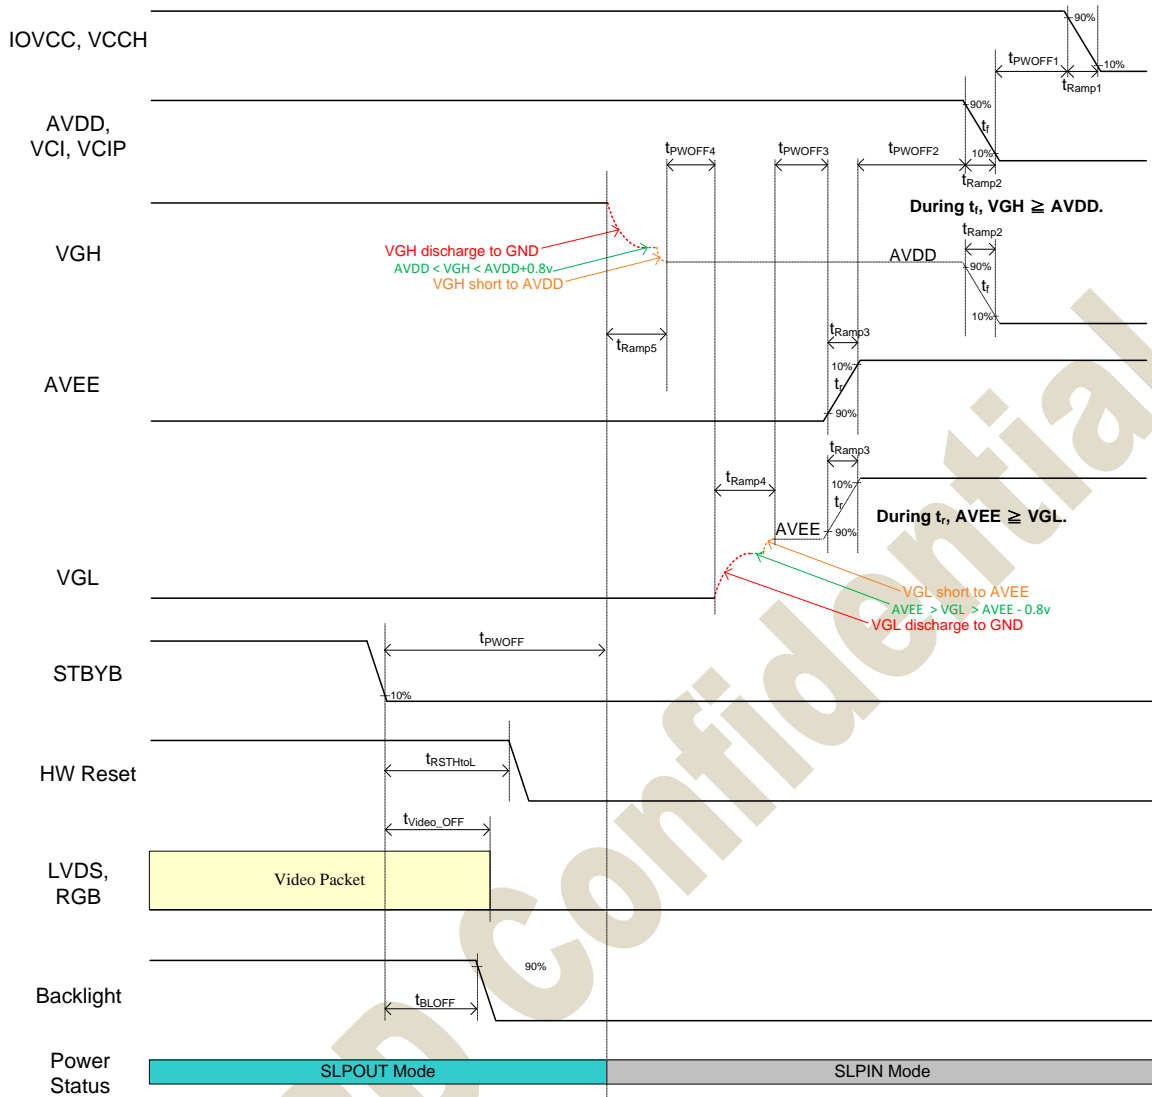 IOVCC, VCCH
90%
tPWOFF1
10%
tRamp1
AVDD,
VCI, VCIP
90%
tf
10%
tPWOFF4
tPWOFF3
tPWOFF2
tRamp2
During tf, VGH ≧ AVDD.
VGH
VGH discharge to GND
AVDD < VGH < AVDD+0.8v
VGH short to AVDD
AVDD
tRamp2
90%
tf
10%
tRamp5
tRamp3
AVEE
10%
tr
90%
tRamp3
tRamp4
10%
tr
90%
AVEE
During tr, AVEE ≧ VGL.
VGL
VGL short to AVEE
AVEE > VGL > AVEE - 0.8v
VGL discharge to GND
STBYB
tPWOFF
10%
HW Reset
tRSTHtoL
tVideo_OFF
LVDS,
RGB
Video Packet
Backlight
90%
tBLOFF
Power
Status
SLPOUT Mode
SLPIN Mode
Confidential